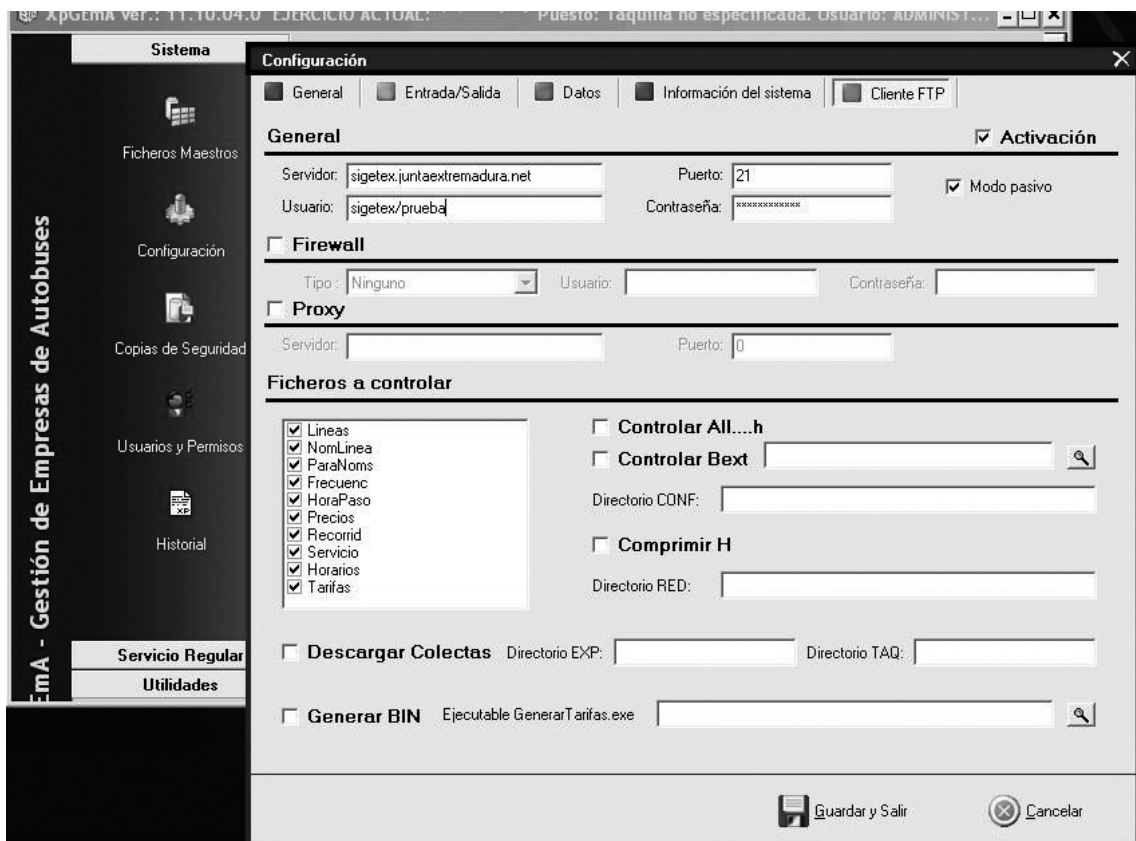 XpGEmA Ver.: 11.10.04.0 EJERCICIO ACTUAL: Puesto: Taquilla no especificada. Usuario: ADMINIST...
Sistema
Ficheros Maestros
Configuración
Copias de Seguridad
Usuarios y Permisos
Historial
Servicio Regular
Utilidades
EmA - Gestión de Empresas de Autobuses
Configuración
General Entrada/Salida Datos Información del sistema Cliente FTP
General Activación
Servidor: sigetex.juntaextremadura.net Puerto: 21 Modo pasivo
Usuario: sigetex/prueba Contraseña: ************
Firewall
Tipo : Ninguno Usuario: Contraseña:
Proxy
Servidor: Puerto: 0
Ficheros a controlar
Lineas
NomLinea
ParaNoms
Frecuenc
HoraPaso
Precios
Recorrid
Servicio
Horarios
Tarifas
Controlar All....h
Controlar Bext
Directorio CONF:
Comprimir H
Directorio RED:
Descargar Colectas Directorio EXP: Directorio TAQ:
Generar BIN Ejecutable GenerarTarifas.exe
Guardar y Salir Cancelar